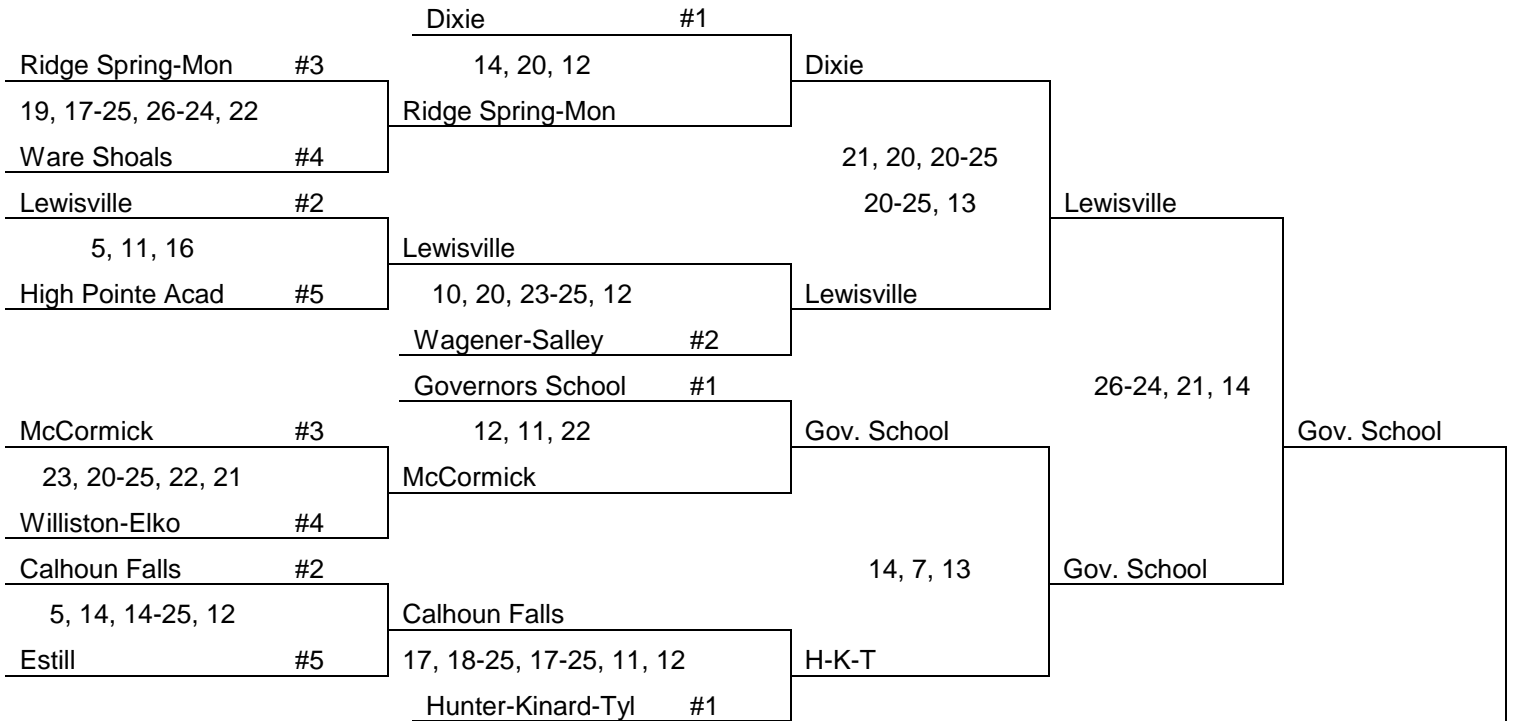 Dixie #1
Ridge Spring-Mon #3 14, 20, 12 Dixie
19, 17-25, 26-24, 22 Ridge Spring-Mon
Ware Shoals #4 21, 20, 20-25
Lewisville #2 20-25, 13 Lewisville
5, 11, 16 Lewisville
High Pointe Acad #5 10, 20, 23-25, 12 Lewisville
Wagener-Salley #2
Governors School #1 26-24, 21, 14
McCormick #3 12, 11, 22 Gov. School Gov. School
23, 20-25, 22, 21 McCormick
Williston-Elko #4
Calhoun Falls #2 14, 7, 13 Gov. School
5, 14, 14-25, 12 Calhoun Falls
Estill #5 17, 18-25, 17-25, 11, 12 H-K-T
Hunter-Kinard-Tyl #1